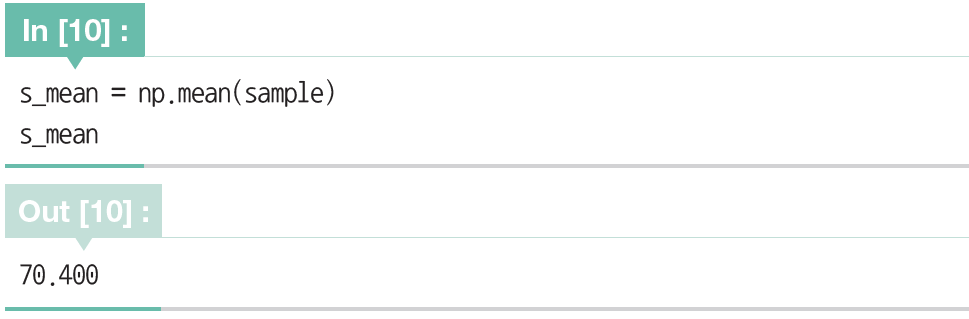 In [10] :
s_mean = np.mean(sample)
s_mean
Out [10] :
70.400